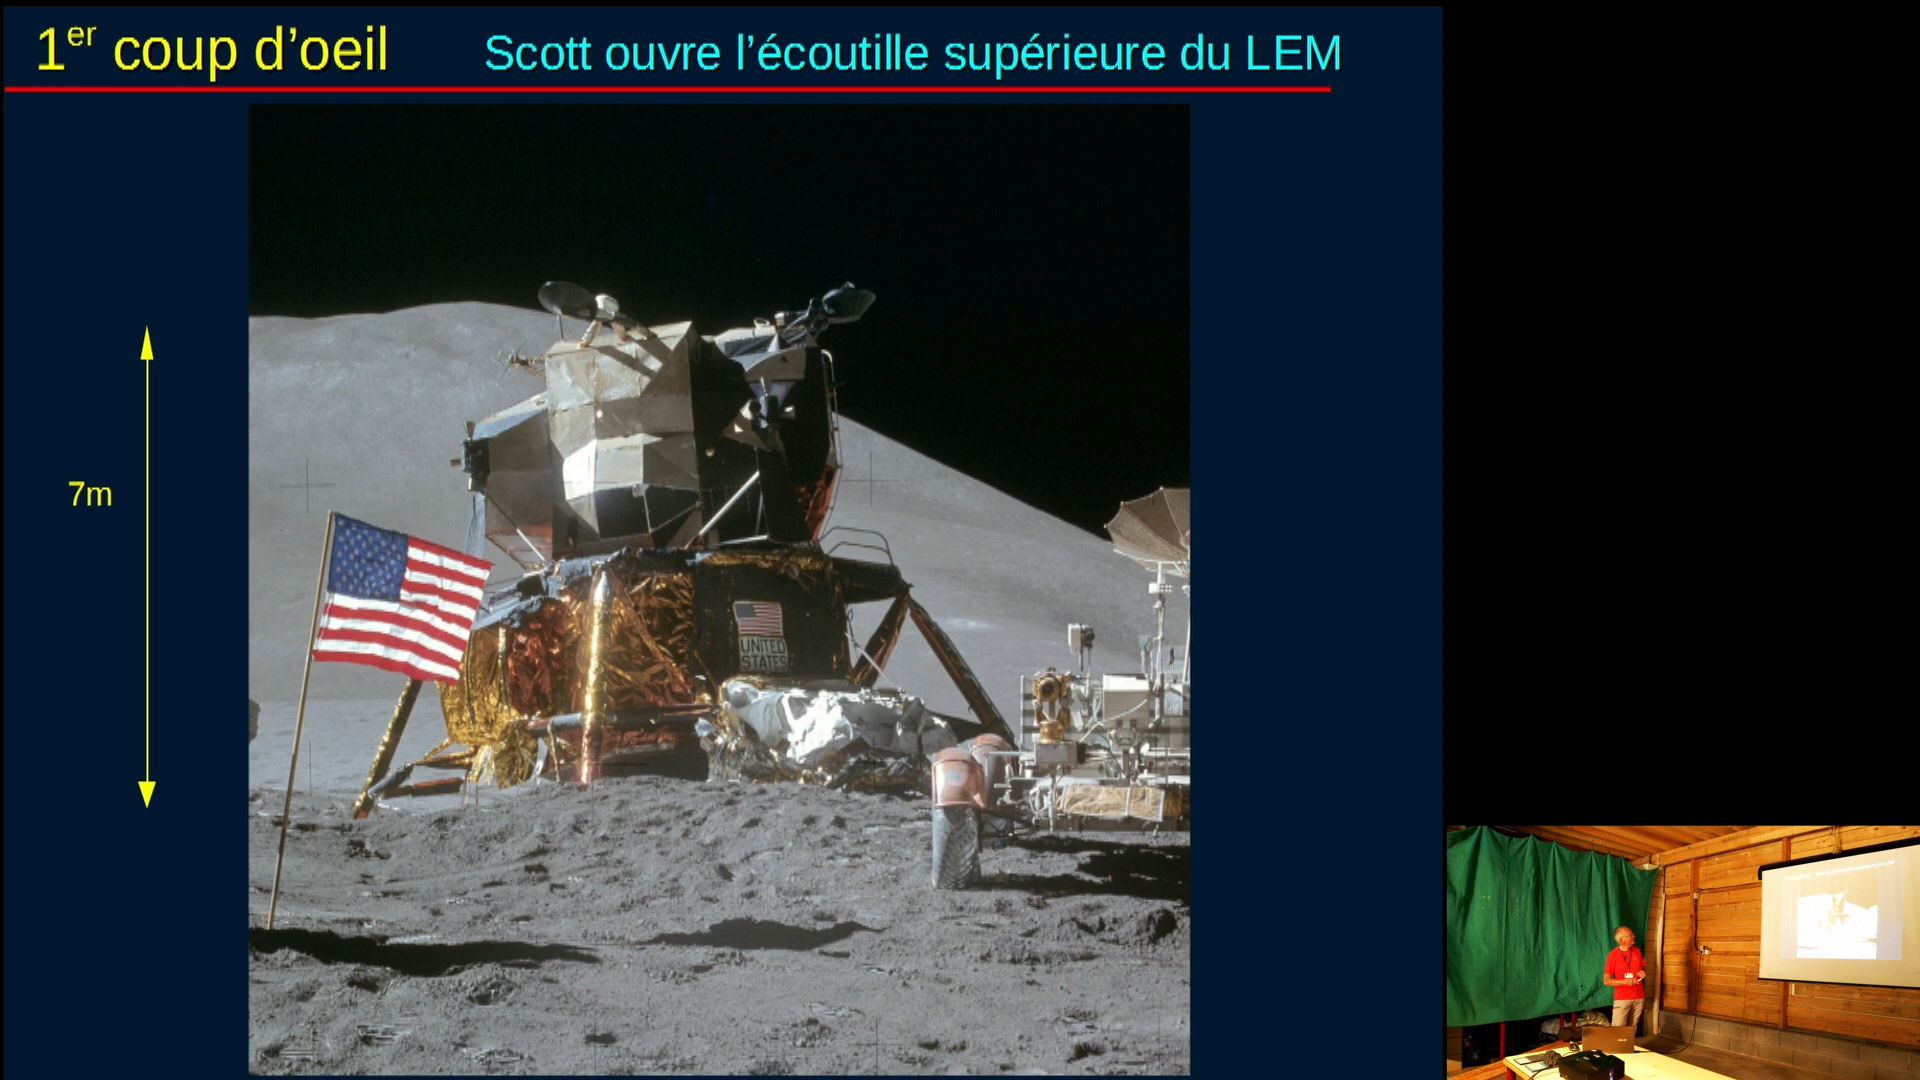 1er coup d'oeil
Scott ouvre l'écoutille supérieure du LEM
7m
UNITED
STATES